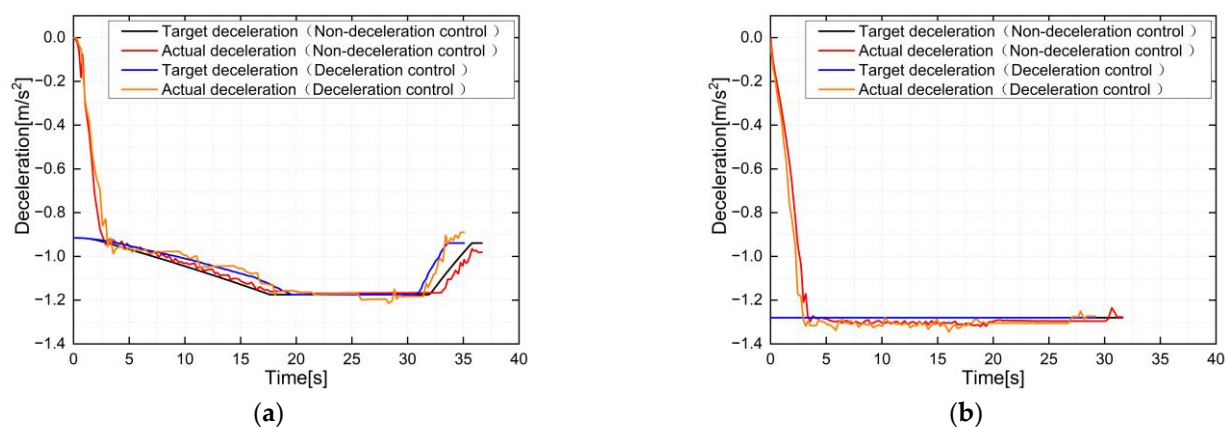 Target deceleration（Non-deceleration control ）
Actual deceleration（Non-deceleration control ）
Target deceleration（Deceleration control ）
Actual deceleration（Deceleration control ）
Deceleration[m/s²]
0.0
−0.2
−0.4
−0.6
−0.8
−1.0
−1.2
−1.4
0 5 10 15 20 25 30 35 40
Time[s]
(a)
Target deceleration（Non-deceleration control ）
Actual deceleration（Non-deceleration control ）
Target deceleration（Deceleration control ）
Actual deceleration（Deceleration control ）
Deceleration[m/s²]
0.0
−0.2
−0.4
−0.6
−0.8
−1.0
−1.2
−1.4
0 5 10 15 20 25 30 35 40
Time[s]
(b)